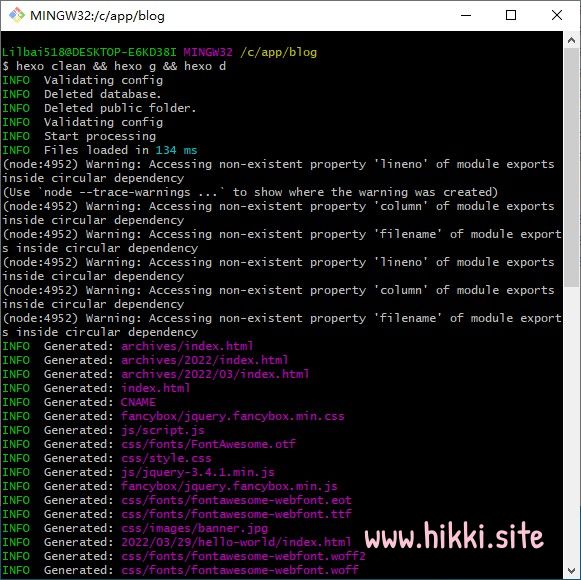 MINGW32:/c/app/blog
Lilbai518@DESKTOP-E6KD38I MINGW32 /c/app/blog
$ hexo clean && hexo g && hexo d
INFO  Validating config
INFO  Deleted database.
INFO  Deleted public folder.
INFO  Validating config
INFO  Start processing
INFO  Files loaded in 134 ms
(node:4952) Warning: Accessing non-existent property 'lineno' of module exports
inside circular dependency
(Use `node --trace-warnings ...` to show where the warning was created)
(node:4952) Warning: Accessing non-existent property 'column' of module exports
inside circular dependency
(node:4952) Warning: Accessing non-existent property 'filename' of module export
s inside circular dependency
(node:4952) Warning: Accessing non-existent property 'lineno' of module exports
inside circular dependency
(node:4952) Warning: Accessing non-existent property 'column' of module exports
inside circular dependency
(node:4952) Warning: Accessing non-existent property 'filename' of module export
s inside circular dependency
INFO  Generated: archives/index.html
INFO  Generated: archives/2022/index.html
INFO  Generated: archives/2022/03/index.html
INFO  Generated: index.html
INFO  Generated: CNAME
INFO  Generated: fancybox/jquery.fancybox.min.css
INFO  Generated: js/script.js
INFO  Generated: css/fonts/FontAwesome.otf
INFO  Generated: css/style.css
INFO  Generated: js/jquery-3.4.1.min.js
INFO  Generated: fancybox/jquery.fancybox.min.js
INFO  Generated: css/fonts/fontawesome-webfont.eot
INFO  Generated: css/fonts/fontawesome-webfont.ttf
INFO  Generated: css/images/banner.jpg
INFO  Generated: 2022/03/29/hello-world/index.html
INFO  Generated: css/fonts/fontawesome-webfont.woff2
INFO  Generated: css/fonts/fontawesome-webfont.woff
www.hikki.site